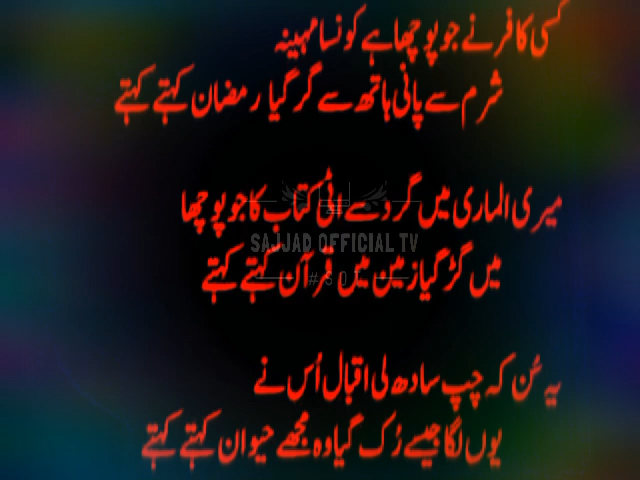 کسی کافر نے جو پوچھا ہے کونسا مہینہ
شرم سے پانی ہاتھ سے گر گیا رمضان کہتے کہتے
میری الماری میں گرد سے اٹی کتاب کا جو پوچھا
SAJJAD OFFICIAL TV
میں گڑ گیا زمین میں قرآن کہتے کہتے
#SOT
یہ سُن کہ چپ سادھ لی اقبال اُس نے
یوں لگا جیسے رُک گیا وہ مجھے حیوان کہتے کہتے